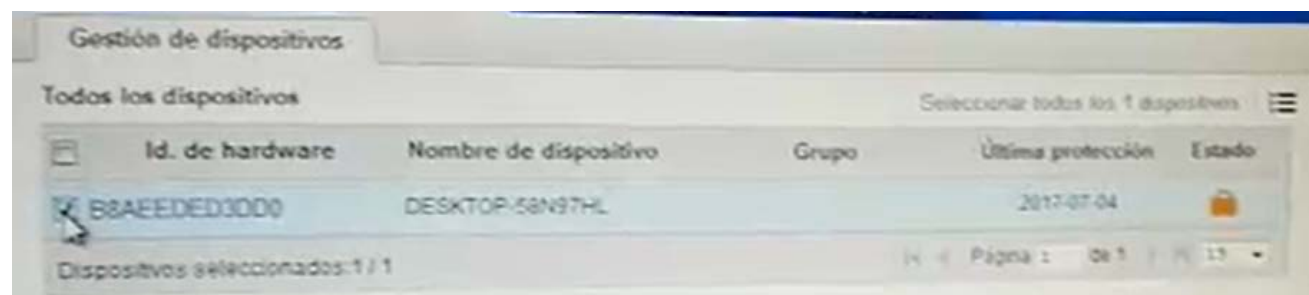 Gestión de dispositivos
Todos los dispositivos Seleccionar todos los 1 dispositivos
Id. de hardware Nombre de dispositivo Grupo Última protección Estado
B8AEEDED3DD0 DESKTOP-58N97HL 2017-07-04
Dispositivos seleccionados:1 / 1 Página 1 de 1 15